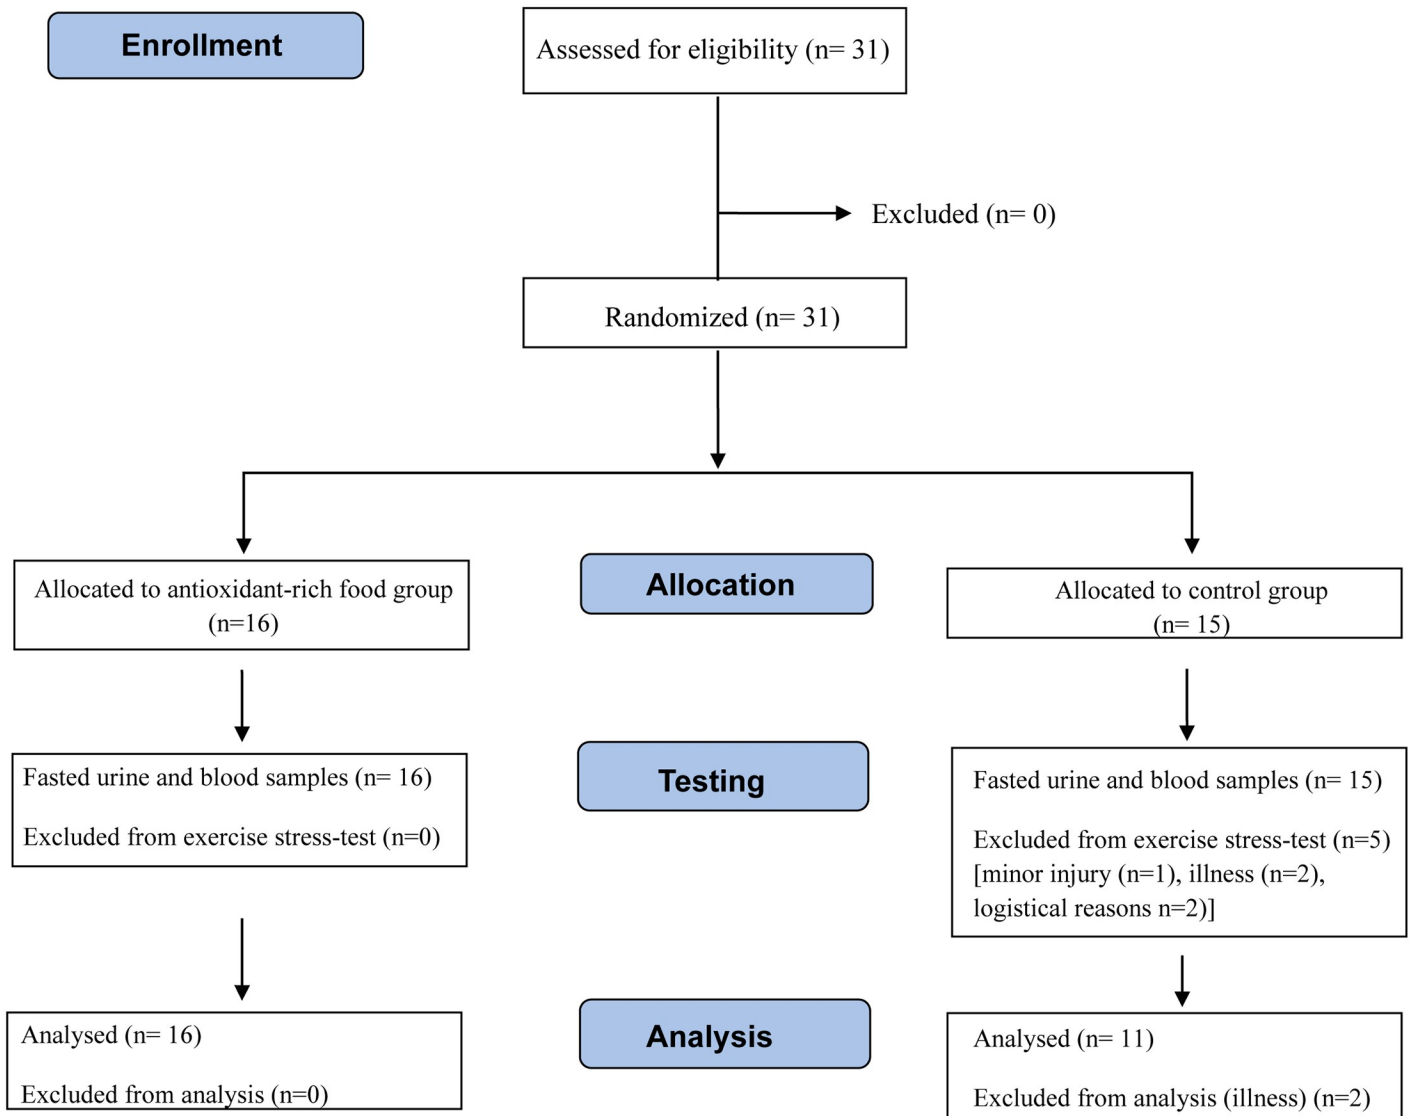 Enrollment
Assessed for eligibility (n= 31)
Excluded (n= 0)
Randomized (n= 31)
Allocation
Allocated to antioxidant-rich food group
(n=16)
Allocated to control group
(n= 15)
Testing
Fasted urine and blood samples (n= 16)
Excluded from exercise stress-test (n=0)
Fasted urine and blood samples (n= 15)
Excluded from exercise stress-test (n=5)
[minor injury (n=1), illness (n=2),
logistical reasons n=2)]
Analysis
Analysed (n= 16)
Excluded from analysis (n=0)
Analysed (n= 11)
Excluded from analysis (illness) (n=2)